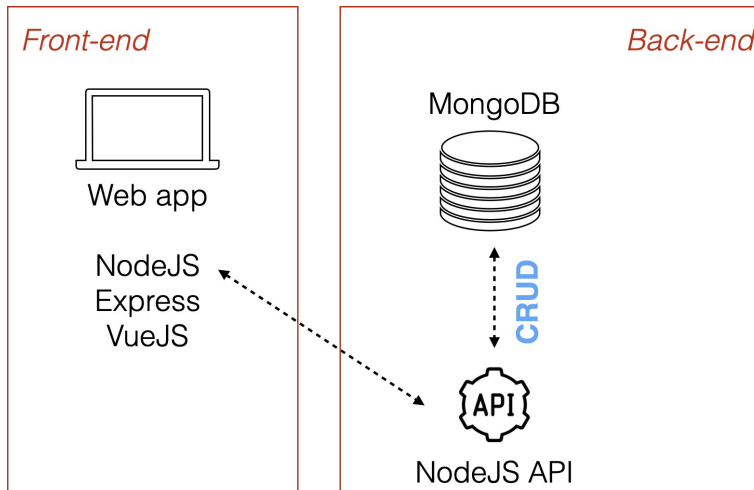 Front-end
Web app
NodeJS
Express
VueJS
Back-end
MongoDB
CRUD
API
NodeJS API